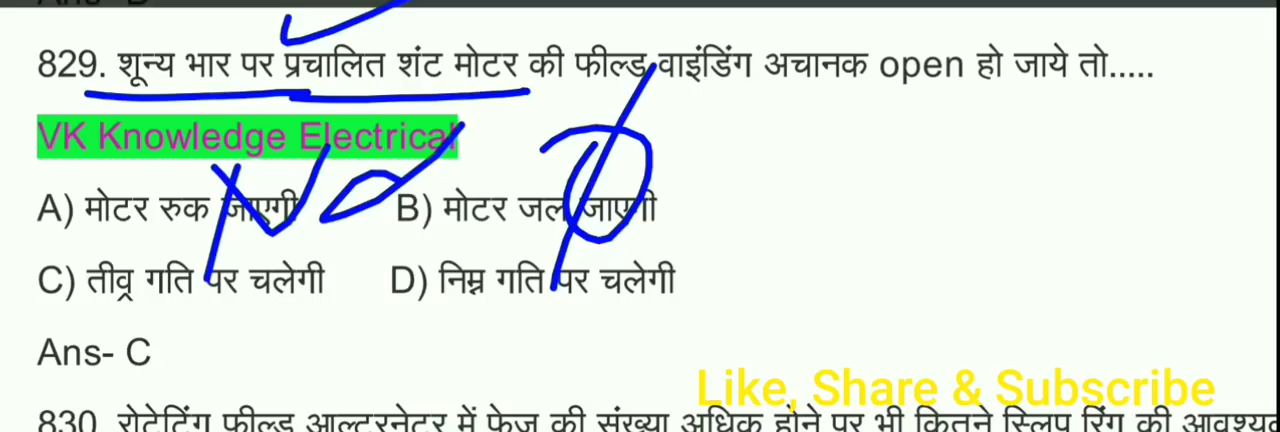 829. शून्य भार पर प्रचालित शंट मोटर की फील्ड वाइंडिंग अचानक open हो जाये तो.....
VK Knowledge Electrical
A) मोटर रुक जाएगी B) मोटर जल जाएगी
C) तीव्र गति पर चलेगी D) निम्न गति पर चलेगी
Ans- C
Like, Share & Subscribe
830. रोटेटिंग फील्ड आल्टरनेटर में फेज की संख्या अधिक होने पर भी कितने स्लिप रिंग की